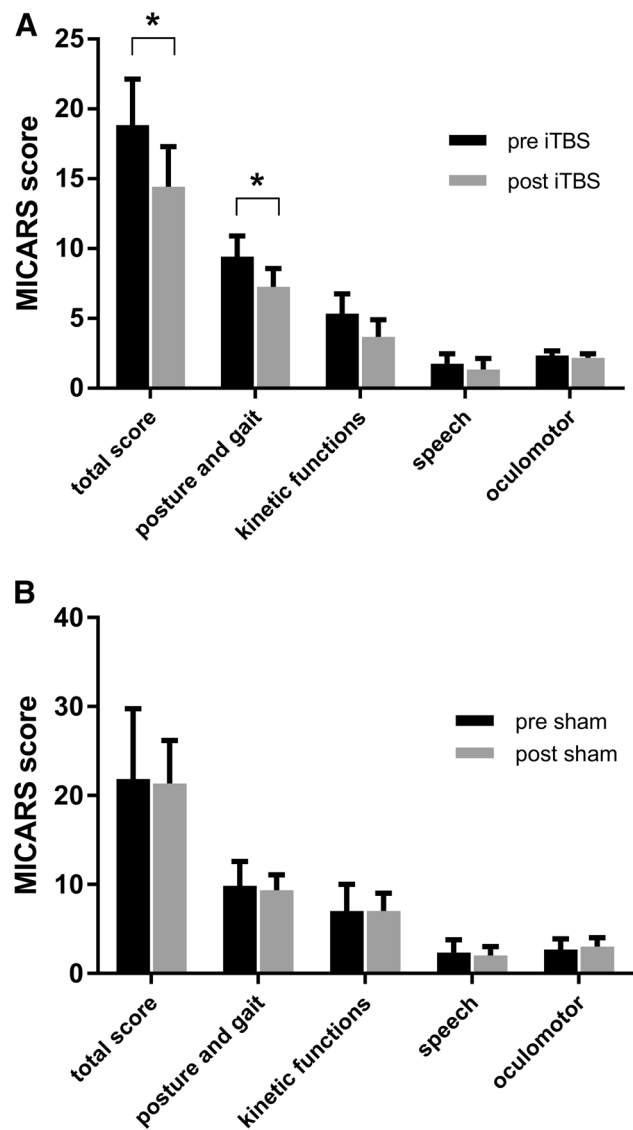 A
MICARS score
25
20
15
10
5
0
*
*
pre iTBS
post iTBS
total score
posture and gait
kinetic functions
speech
oculomotor
B
MICARS score
40
30
20
10
0
pre sham
post sham
total score
posture and gait
kinetic functions
speech
oculomotor